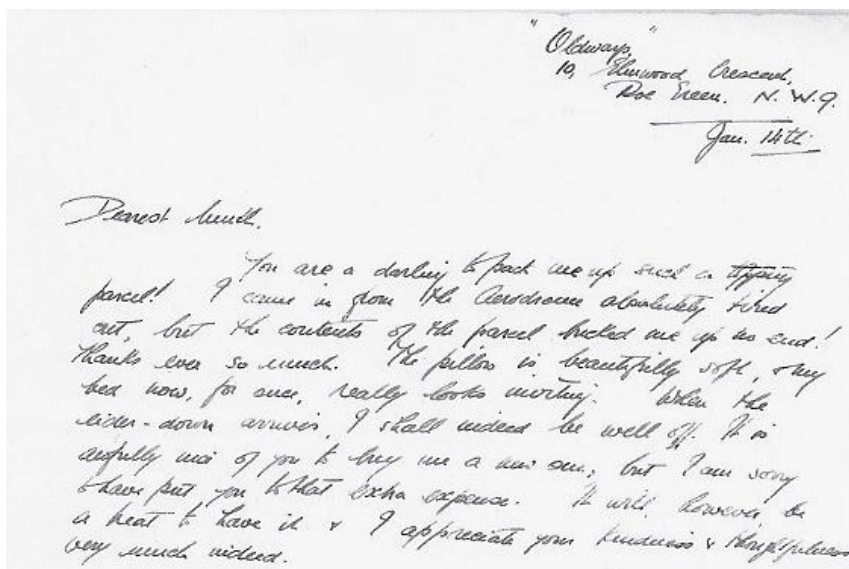 "Oldways,"
10, Elmwood Crescent,
Roe Green. N.W.9.
Jan. 14th
Dearest
You are a darling to pack me up such a topping
parcel! I came in from the Aerodrome absolutely tired
out, but the contents of the parcel bucked me up no end!
Thanks ever so much. The pillow is beautifully soft, & my
bed now, for once, really looks inviting. When the
eider-down arrives, I shall indeed be well off. It is
awfully nice of you to buy me a new one, but I am sorry
to have put you to that extra expense. It will, however be
a treat to have it & I appreciate your kindness & thoughtfulness
very much indeed.